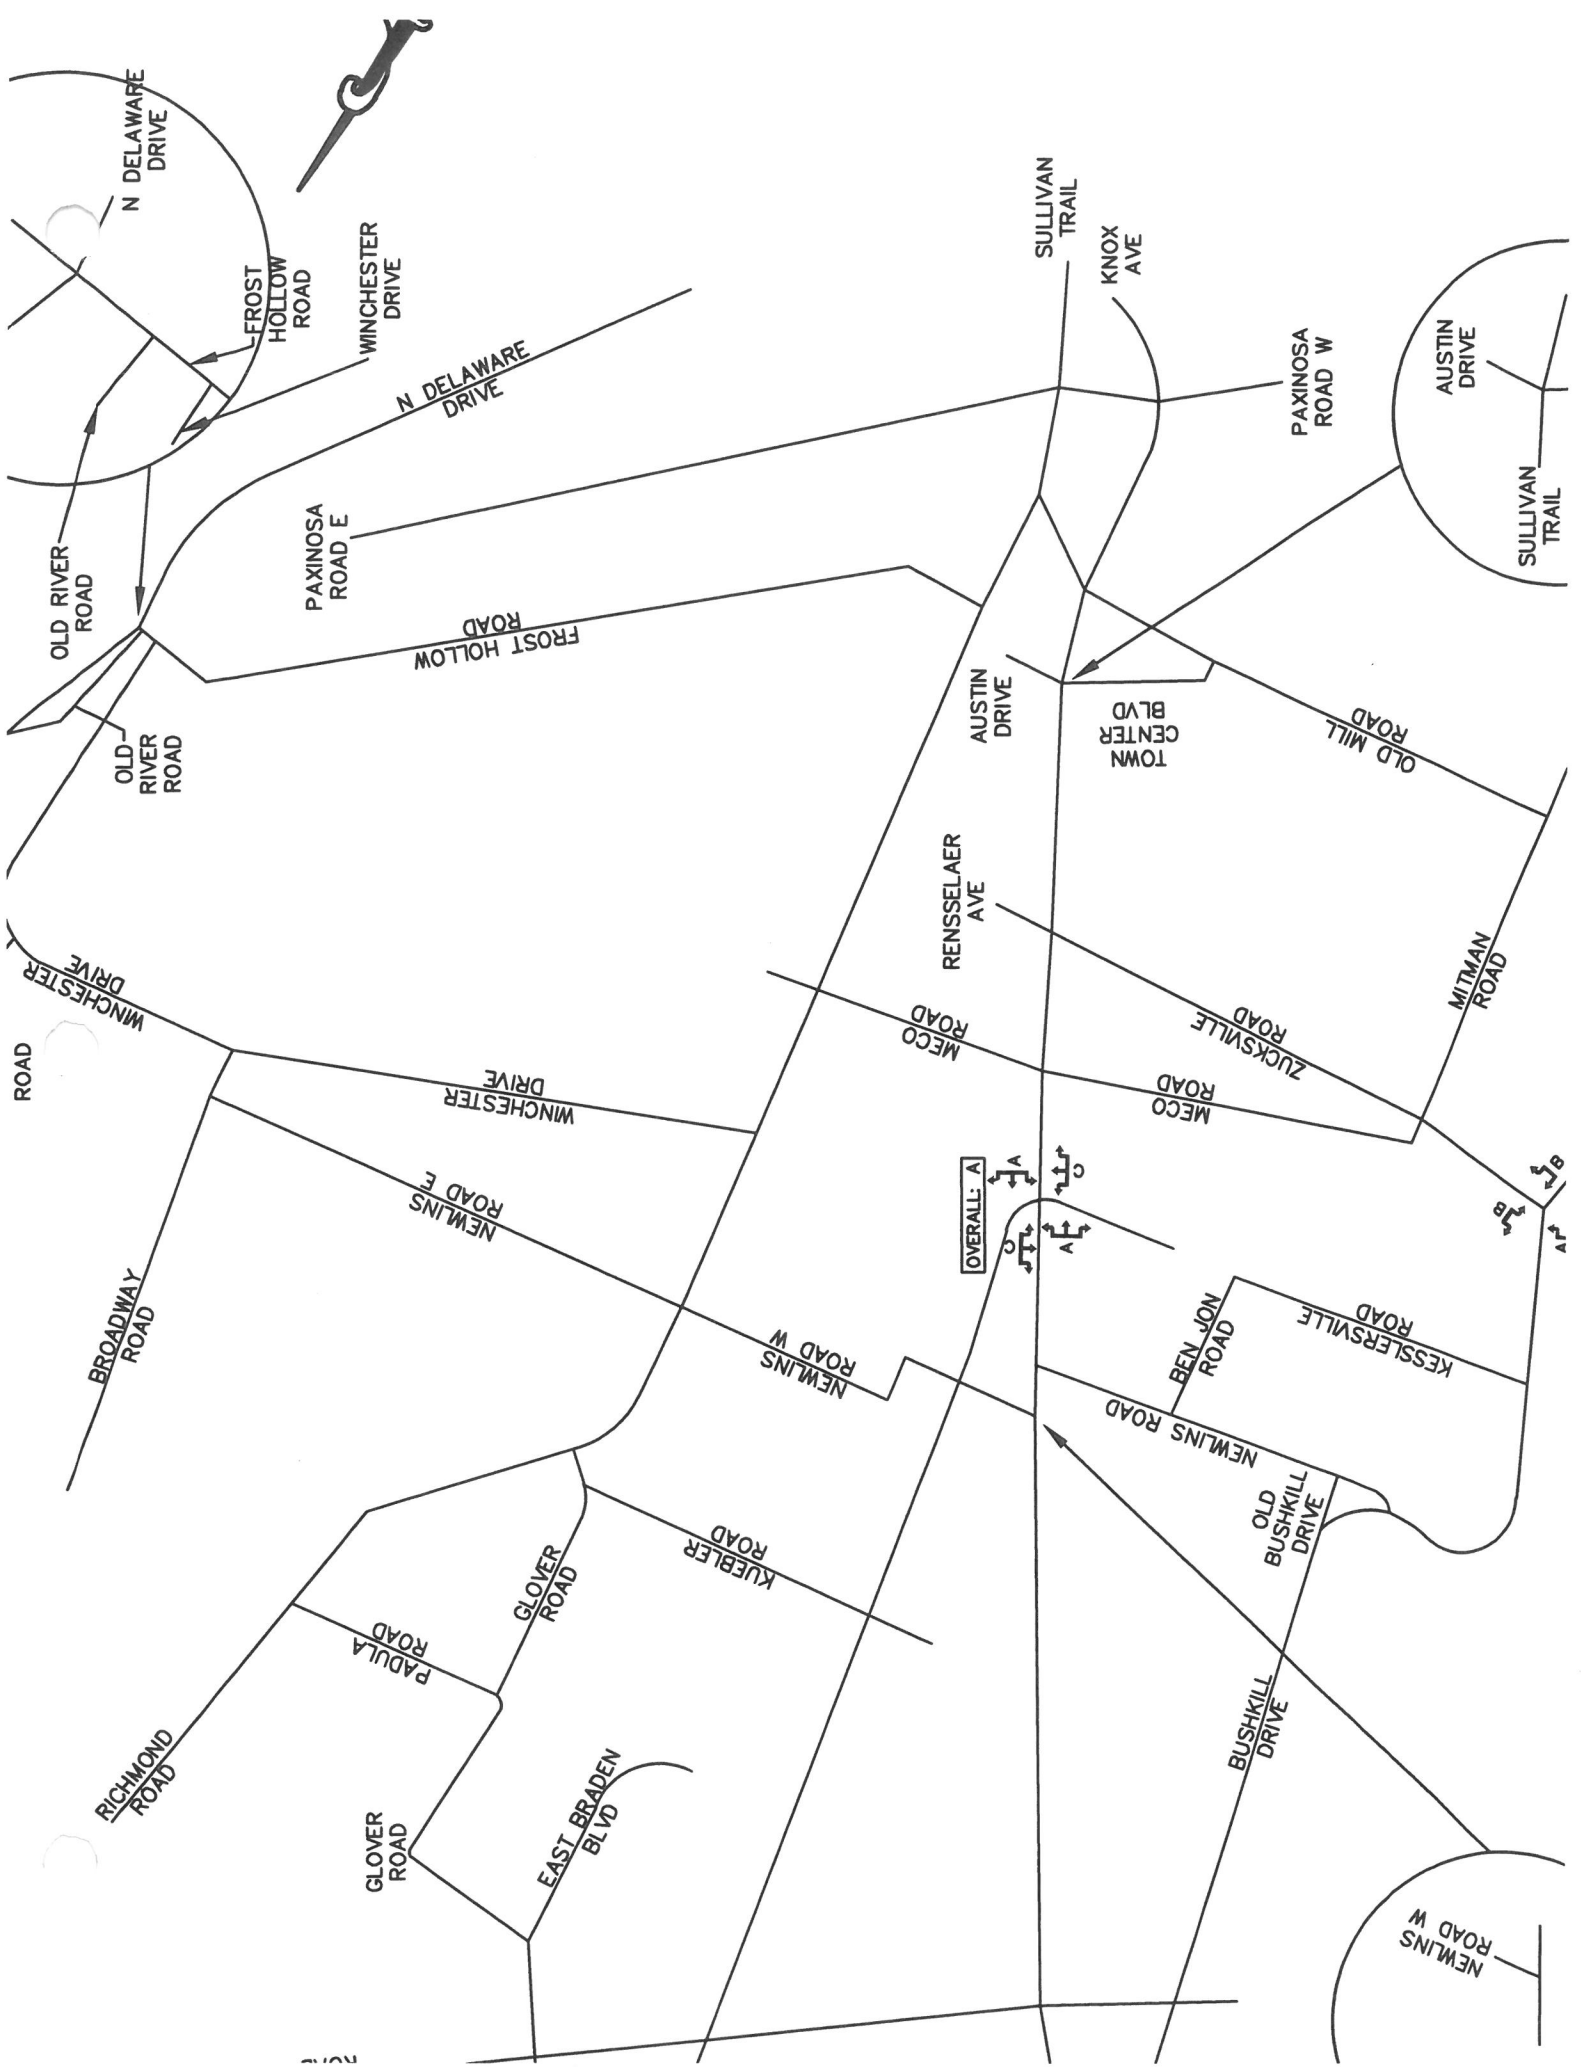 N DELAWARE
DRIVE
FROST
HOLLOW
ROAD
WINCHESTER
DRIVE
N DELAWARE
DRIVE
OLD RIVER
ROAD
PAXINOSA
ROAD E
FROST HOLLOW
ROAD
OLD
RIVER
ROAD
SULLIVAN
TRAIL
KNOX
AVE
PAXINOSA
ROAD W
AUSTIN
DRIVE
SULLIVAN
TRAIL
AUSTIN
DRIVE
TOWN
CENTER
BLVD
OLD MILL
ROAD
RENSSELAER
AVE
MITMAN
ROAD
ZUCKSVILLE
ROAD
MECO
ROAD
MECO
ROAD
WINCHESTER
DRIVE
ROAD
WINCHESTER
DRIVE
NEWLINS
ROAD E
BROADWAY
ROAD
OVERALL: A
A
C
C
A
B
B
A
NEWLINS
ROAD W
BEN JON
ROAD
KESSLERSVILLE
ROAD
NEWLINS ROAD
OLD
BUSHKILL
DRIVE
KUEBLER
ROAD
GLOVER
ROAD
PADULA
ROAD
RICHMOND
ROAD
GLOVER
ROAD
EAST BRADEN
BLVD
BUSHKILL
DRIVE
NEWLINS
ROAD W
ROAD